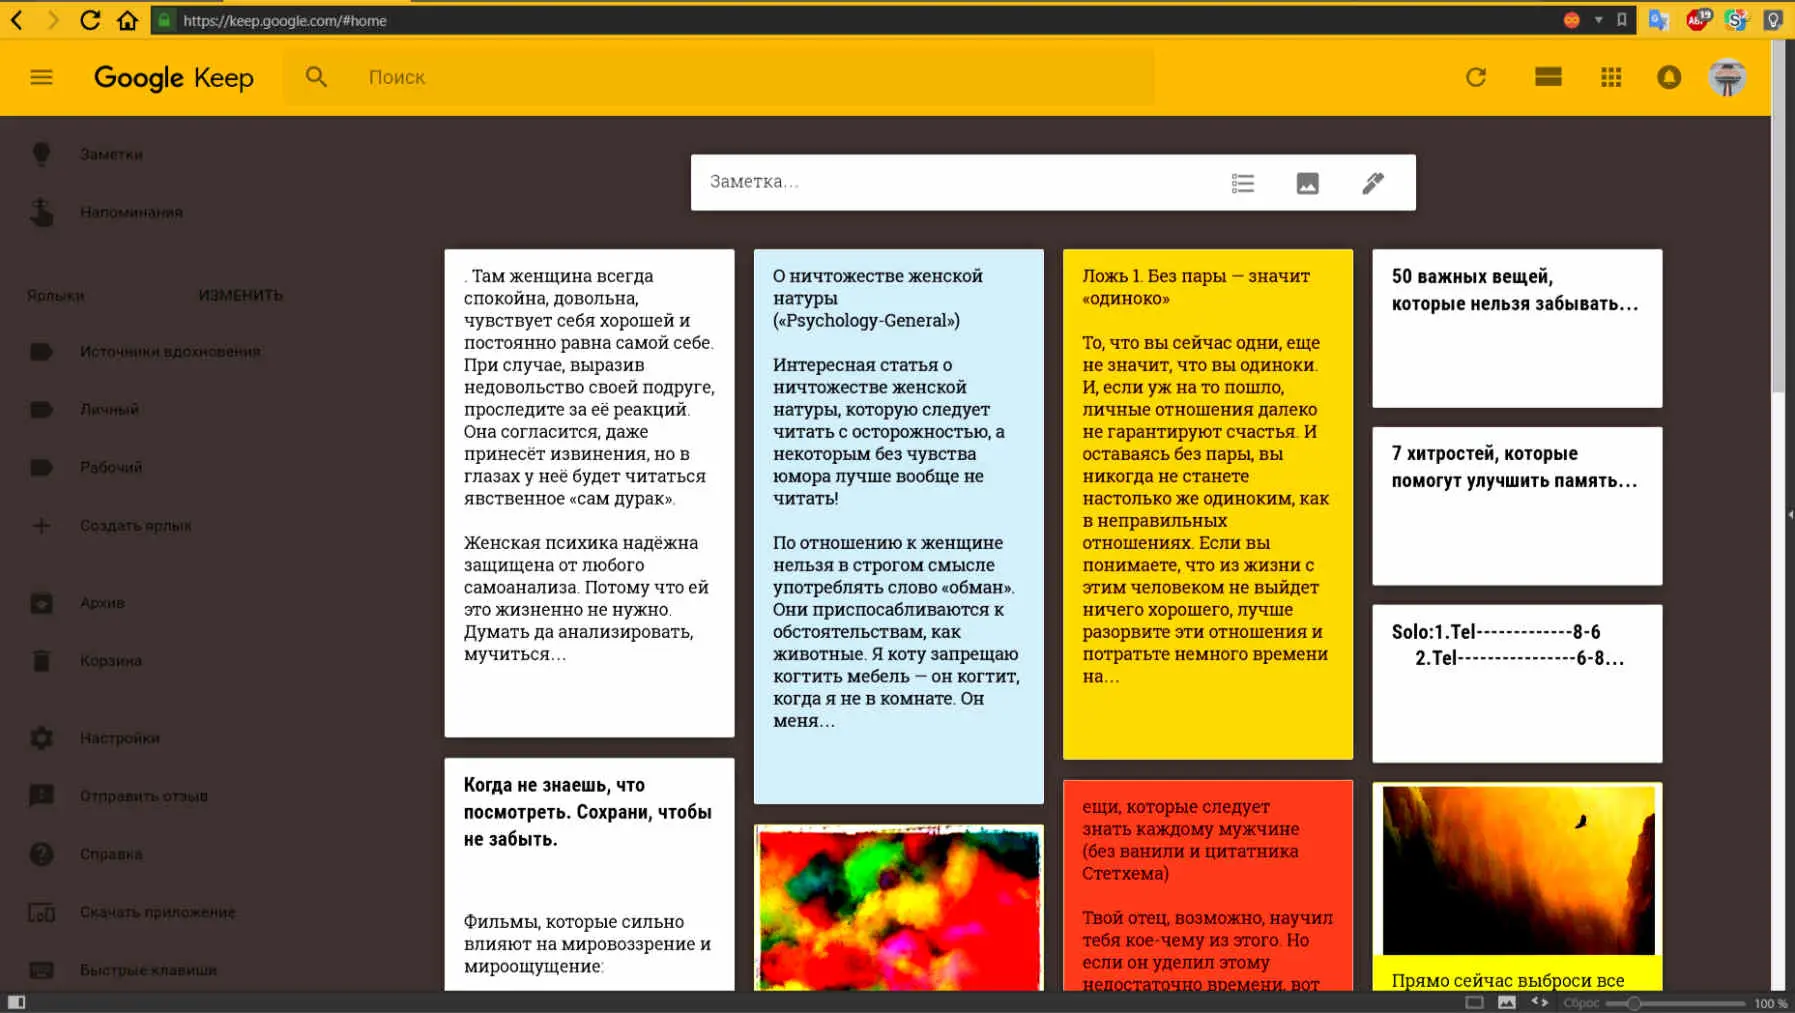 https://keep.google.com/#home
19
2
Google Keep
Поиск
Заметки
Напоминания
Ярлыки
ИЗМЕНИТЬ
Источники вдохновения
Личный
Рабочий
Создать ярлык
Архив
Корзина
Настройки
Отправить отзыв
Справка
Скачать приложение
Быстрые клавиши
Заметка...
. Там женщина всегда
спокойна, довольна,
чувствует себя хорошей и
постоянно равна самой себе.
При случае, выразив
недовольство своей подруге,
проследите за её реакций.
Она согласится, даже
принесёт извинения, но в
глазах у неё будет читаться
явственное «сам дурак».
Женская психика надёжна
защищена от любого
самоанализа. Потому что ей
это жизненно не нужно.
Думать да анализировать,
мучиться...
Когда не знаешь, что
посмотреть. Сохрани, чтобы
не забыть.
Фильмы, которые сильно
влияют на мировоззрение и
мироощущение:
О ничтожестве женской
натуры
(«Psychology-General»)
Интересная статья о
ничтожестве женской
натуры, которую следует
читать с осторожностью, а
некоторым без чувства
юмора лучше вообще не
читать!
По отношению к женщине
нельзя в строгом смысле
употреблять слово «обман».
Они приспосабливаются к
обстоятельствам, как
животные. Я коту запрещаю
когтить мебель — он когтит,
когда я не в комнате. Он
меня...
Ложь 1. Без пары — значит
«одиноко»
То, что вы сейчас одни, еще
не значит, что вы одиноки.
И, если уж на то пошло,
личные отношения далеко
не гарантируют счастья. И
оставаясь без пары, вы
никогда не станете
настолько же одиноким, как
в неправильных
отношениях. Если вы
понимаете, что из жизни с
этим человеком не выйдет
ничего хорошего, лучше
разорвите эти отношения и
потратьте немного времени
на...
ещи, которые следует
знать каждому мужчине
(без ванили и цитатника
Стетхема)
Твой отец, возможно, научил
тебя кое-чему из этого. Но
если он уделил этому
недостаточно времени, вот
50 важных вещей,
которые нельзя забывать...
7 хитростей, которые
помогут улучшить память...
Solo:1.Tel-------------8-6
2.Tel----------------6-8...
Прямо сейчас выброси все
Сброс
100 %